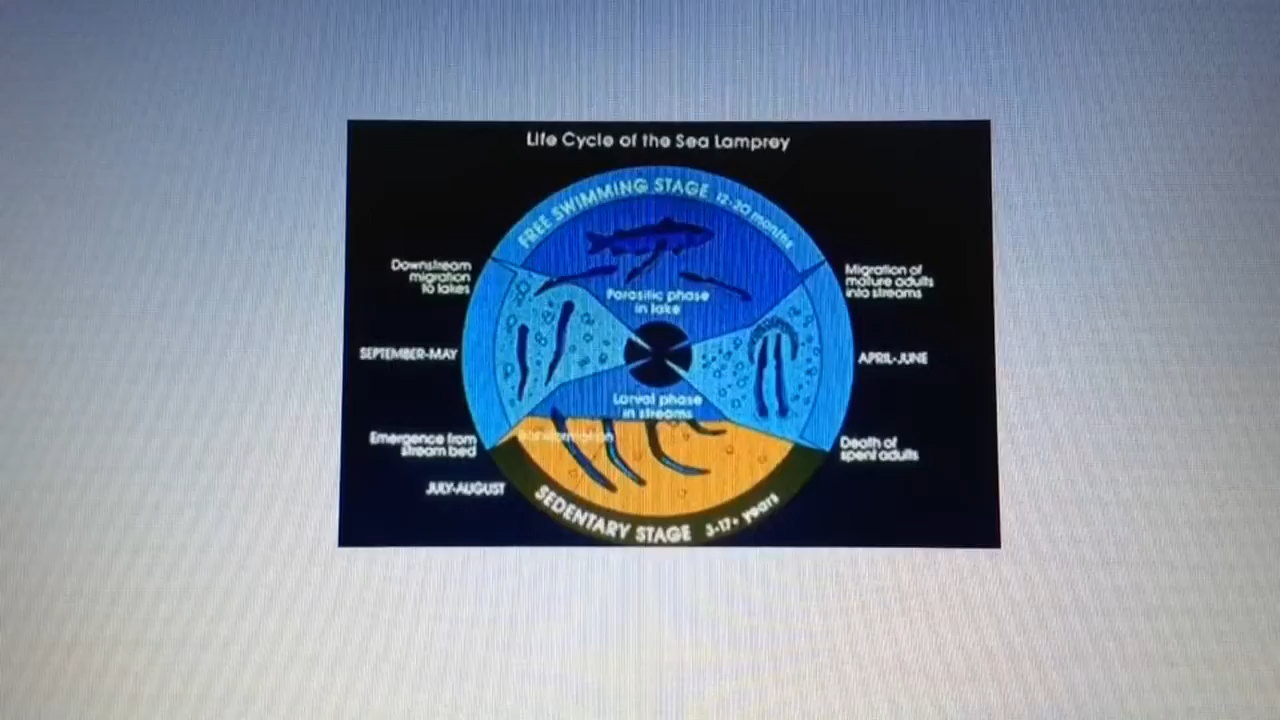 Life Cycle of the Sea Lamprey
FREE SWIMMING STAGE 12-20 months
Downstream
migration
to lakes
Migration of
mature adults
into streams
Parasitic phase
in lake
SEPTEMBER-MAY
APRIL-JUNE
Larval phase
in streams
Transformation
Emergence from
stream bed
Death of
spent adults
JULY-AUGUST
SEDENTARY STAGE 3-17+ years